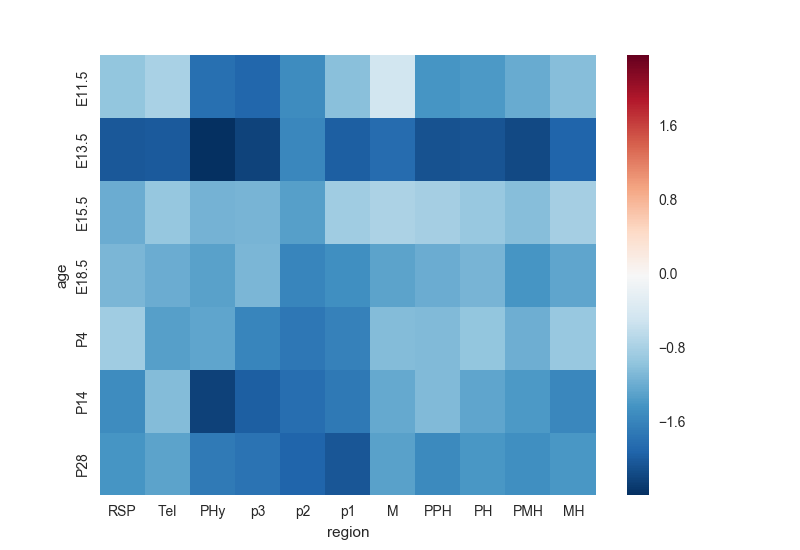 age
E11.5
E13.5
E15.5
E18.5
P4
P14
P28
RSP Tel PHy p3 p2 p1 M PPH PH PMH MH
region
1.6
0.8
0.0
−0.8
−1.6